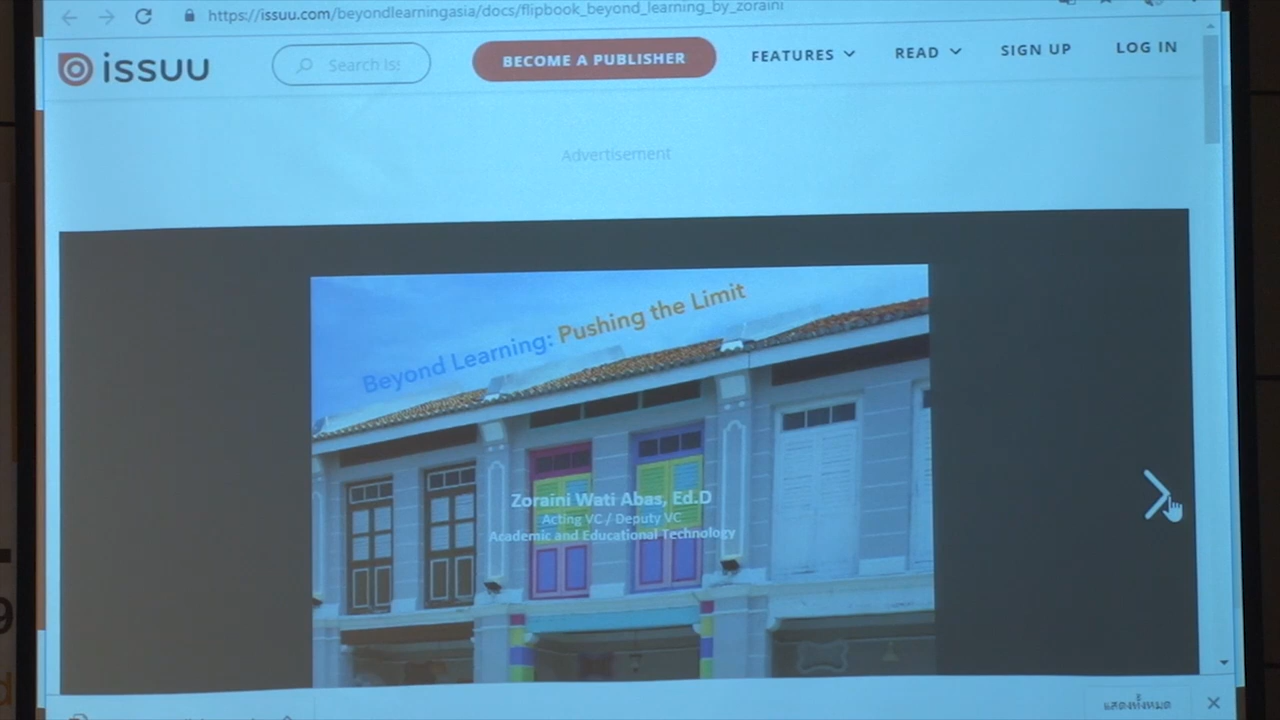 https://issuu.com/beyondlearningasia/docs/flipbook_beyond_learning_by_zoraini
issuu
Search Is:
BECOME A PUBLISHER
FEATURES
READ
SIGN UP
LOG IN
Advertisement
Beyond Learning: Pushing the Limit
Zoraini Wati Abas, Ed.D
Acting VC / Deputy VC
Academic and Educational Technology
แสดงทั้งหมด
9
d